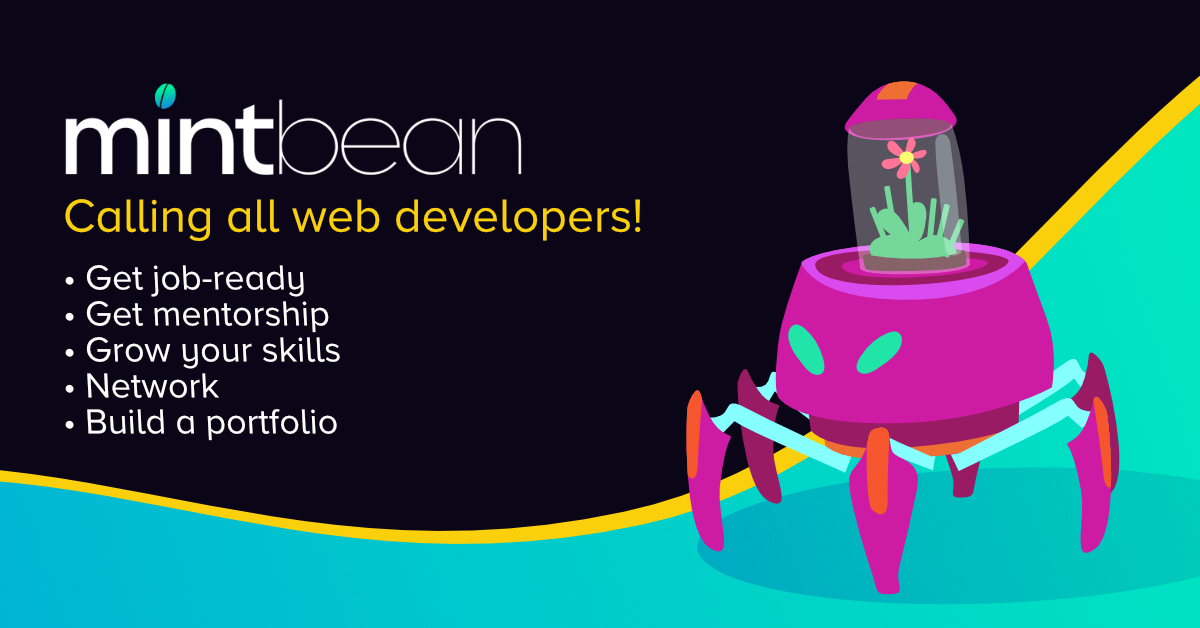 mintbean
Calling all web developers!
• Get job-ready
• Get mentorship
• Grow your skills
• Network
• Build a portfolio